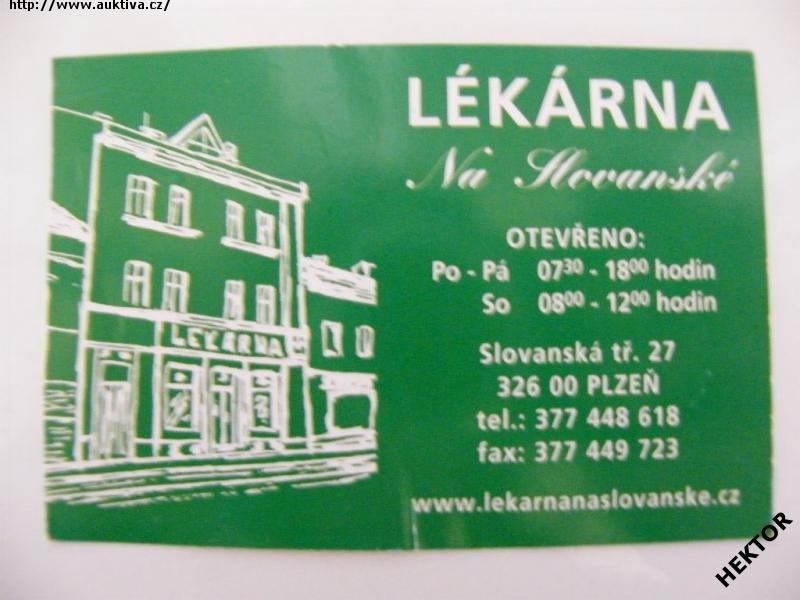 http://www.auktiva.cz/
LÉKÁRNA
Na Slovanské
OTEVŘENO:
Po - Pá 07³⁰ - 18⁰⁰ hodin
So 08⁰⁰ - 12⁰⁰ hodin
LEKÁRNA
Slovanská tř. 27
326 00 PLZEŇ
tel.: 377 448 618
fax: 377 449 723
www.lekarnanaslovanske.cz
HEKTOR